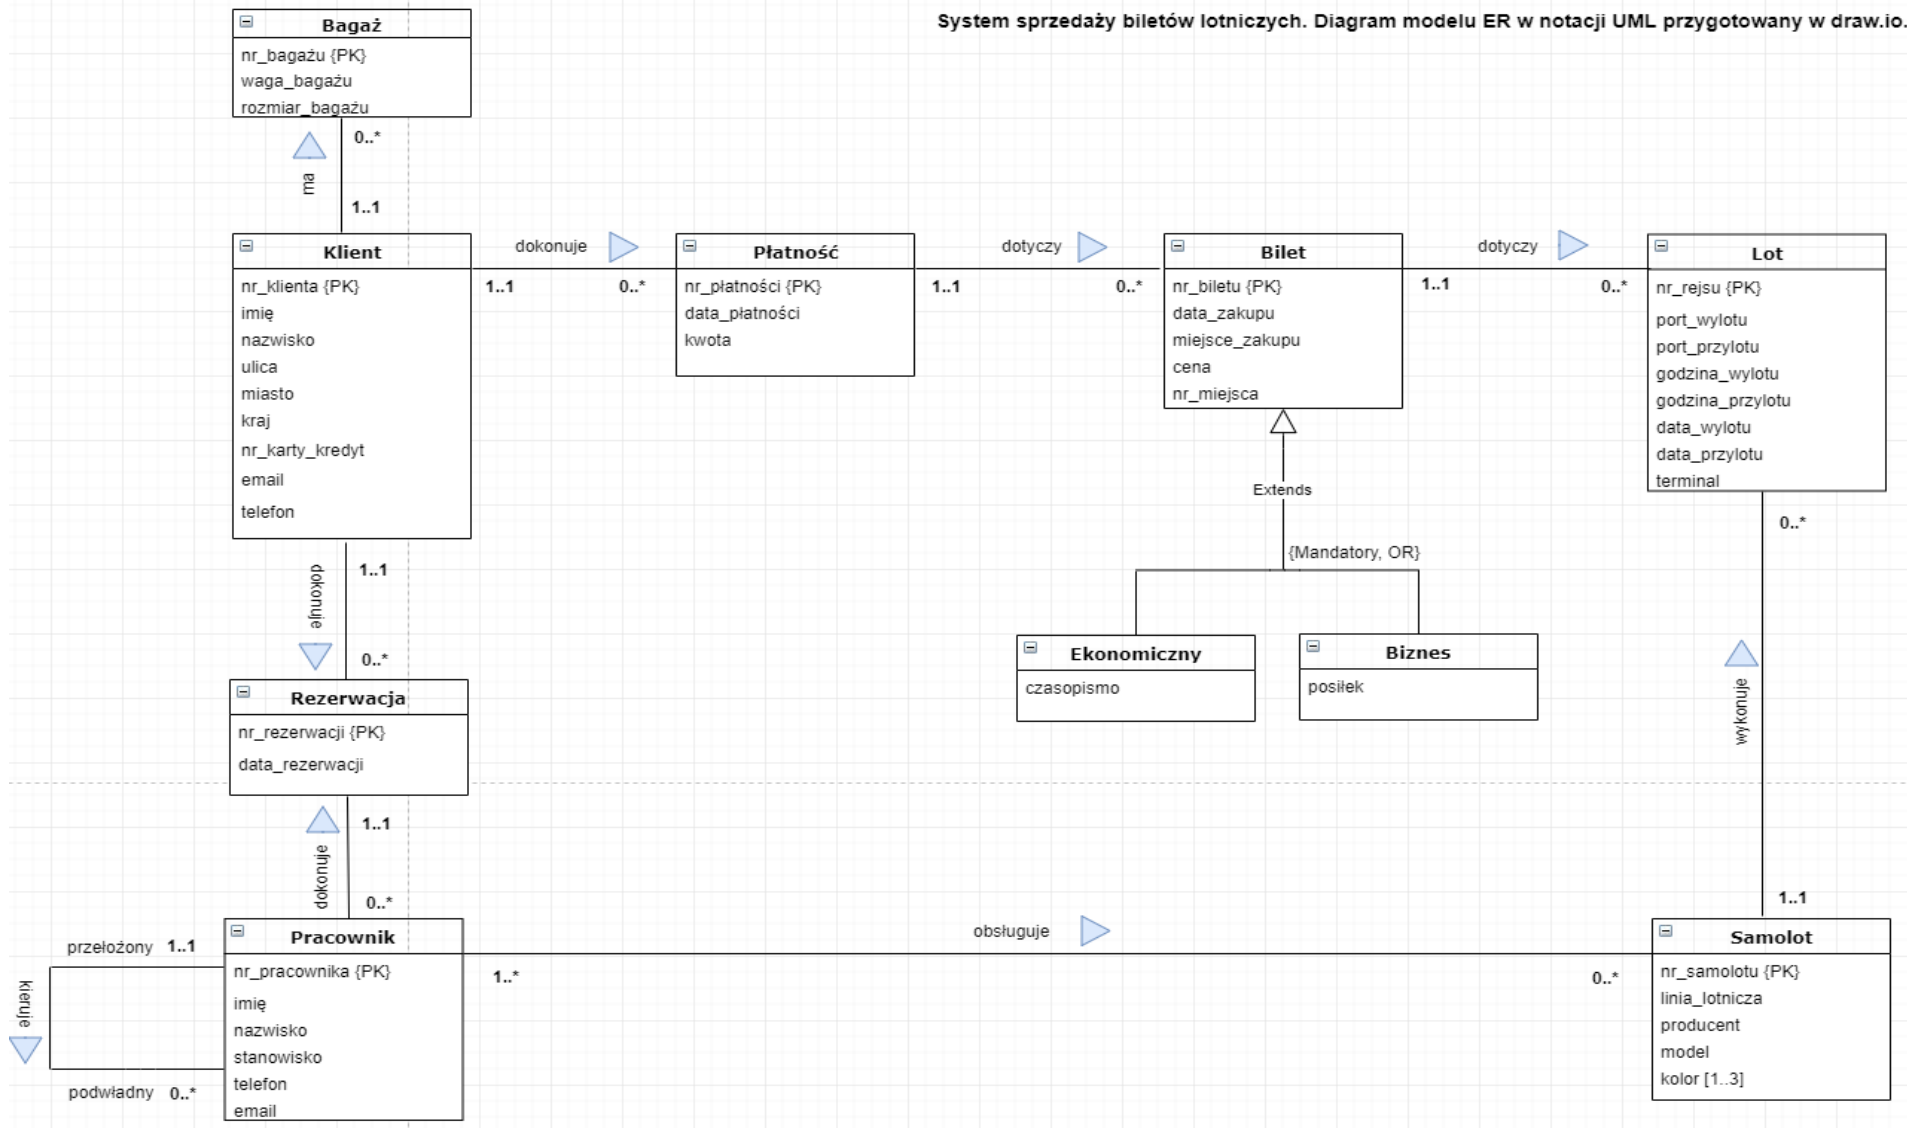 System sprzedaży biletów lotniczych. Diagram modelu ER w notacji UML przygotowany w draw.io.
Bagaż
nr_bagażu {PK}
waga_bagażu
rozmiar_bagażu
0..*
ma
1..1
Klient
nr_klienta {PK}
imię
nazwisko
ulica
miasto
kraj
nr_karty_kredyt
email
telefon
dokonuje
1..1
0..*
Płatność
nr_płatności {PK}
data_płatności
kwota
dotyczy
1..1
0..*
Bilet
nr_biletu {PK}
data_zakupu
miejsce_zakupu
cena
nr_miejsca
dotyczy
1..1
0..*
Lot
nr_rejsu {PK}
port_wylotu
port_przylotu
godzina_wylotu
godzina_przylotu
data_wylotu
data_przylotu
terminal
Extends
{Mandatory, OR}
Ekonomiczny
czasopismo
Biznes
posiłek
0..*
wykonuje
1..1
1..1
dokonuje
0..*
Rezerwacja
nr_rezerwacji {PK}
data_rezerwacji
1..1
dokonuje
0..*
Pracownik
nr_pracownika {PK}
imię
nazwisko
stanowisko
telefon
email
przełożony 1..1
kieruje
podwładny 0..*
obsługuje
1..*
0..*
Samolot
nr_samolotu {PK}
linia_lotnicza
producent
model
kolor [1..3]